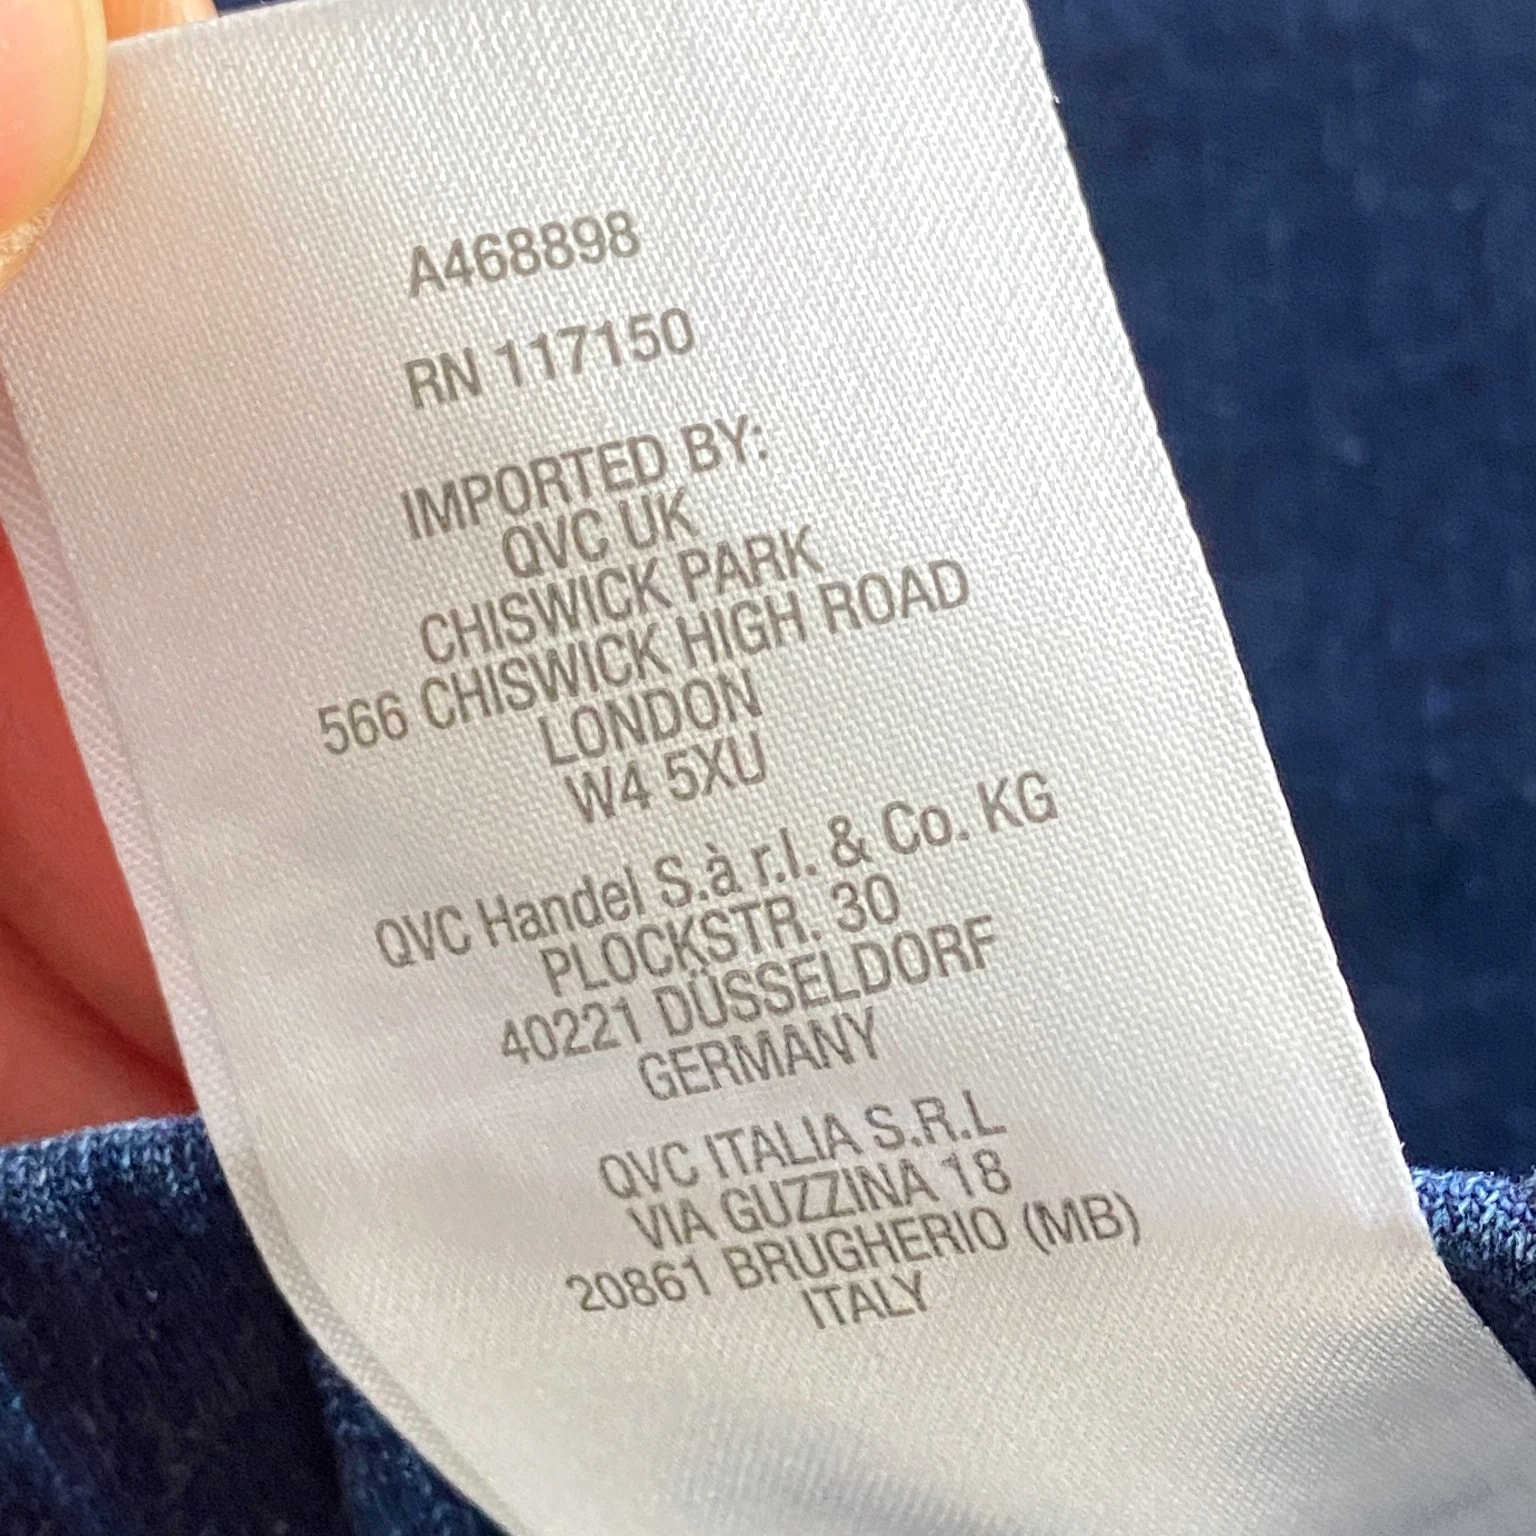 A468898
RN 117150
IMPORTED BY:
QVC UK
CHISWICK PARK
566 CHISWICK HIGH ROAD
LONDON
W4 5XU
QVC Handel S.à r.l. & Co. KG
PLOCKSTR. 30
40221 DÜSSELDORF
GERMANY
QVC ITALIA S.R.L
VIA GUZZINA 18
20861 BRUGHERIO (MB)
ITALY